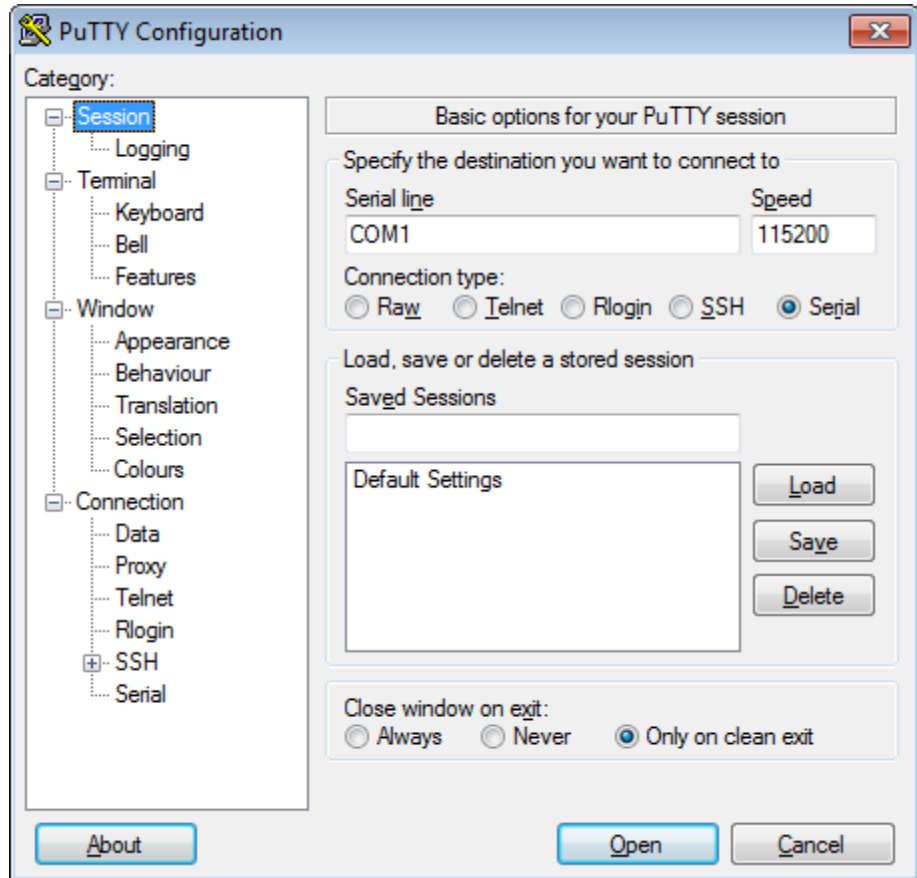 PuTTY Configuration
Category:
Session
Logging
Terminal
Keyboard
Bell
Features
Window
Appearance
Behaviour
Translation
Selection
Colours
Connection
Data
Proxy
Telnet
Rlogin
SSH
Serial
Basic options for your PuTTY session
Specify the destination you want to connect to
Serial line Speed
COM1 115200
Connection type:
Raw Telnet Rlogin SSH Serial
Load, save or delete a stored session
Saved Sessions
Default Settings
Load
Save
Delete
Close window on exit:
Always Never Only on clean exit
About Open Cancel